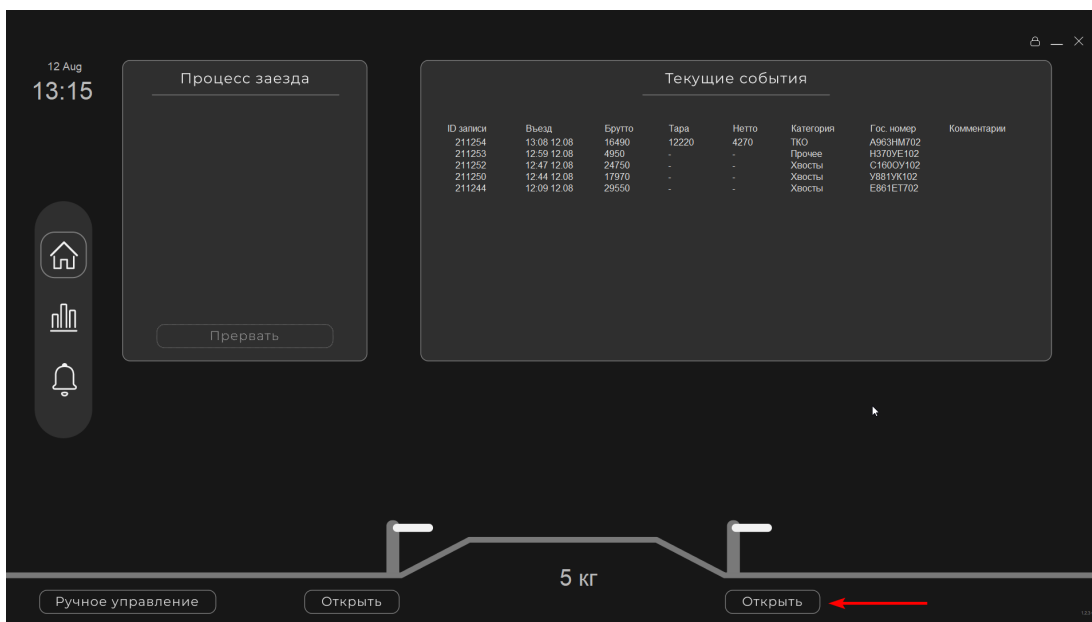 12 Aug
13:15
Процесс заезда
Прервать
Текущие события
ID записи Въезд Брутто Тара Нетто Категория Гос. номер Комментарии
211254 13:08 12.08 16490 12220 4270 ТКО А963НМ702
211253 12:59 12.08 4950 - - Прочее Н370УЕ102
211252 12:47 12.08 24750 - - Хвосты С160ОУ102
211250 12:44 12.08 17970 - - Хвосты У881УК102
211244 12:09 12.08 29550 - - Хвосты Е861ЕТ702
5 кг
Ручное управление
Открыть
Открыть